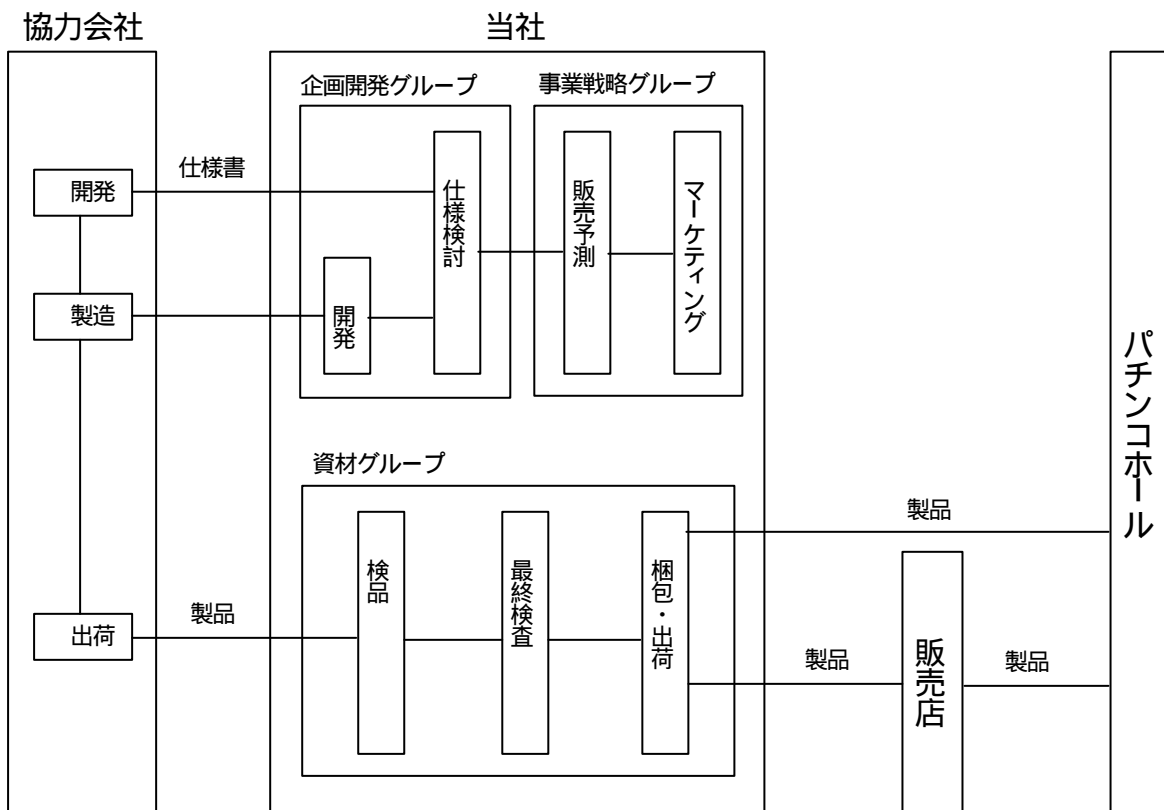 協力会社
当社
企画開発グループ
事業戦略グループ
開発
仕様書
仕様検討
販売予測
マーケティング
製造
開発
パチンコホール
資材グループ
製品
検品
最終検査
梱包・出荷
出荷
製品
製品
販売店
製品